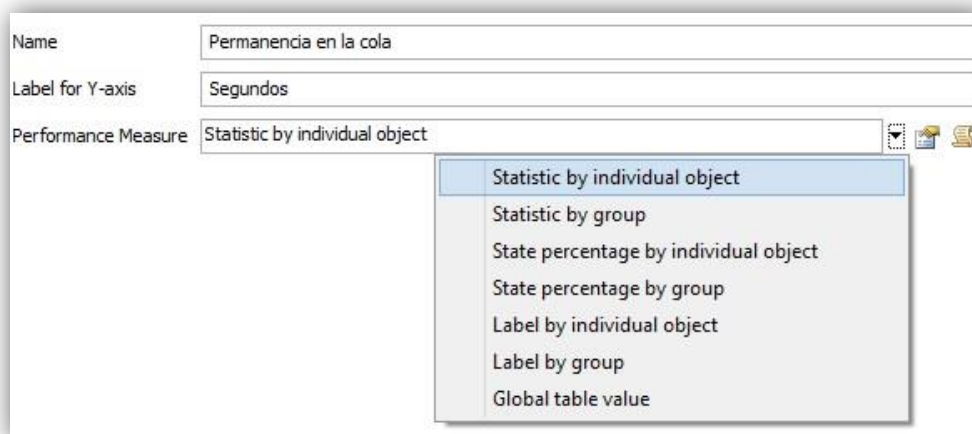 Name Permanencia en la cola
Label for Y-axis Segundos
Performance Measure Statistic by individual object
Statistic by individual object
Statistic by group
State percentage by individual object
State percentage by group
Label by individual object
Label by group
Global table value